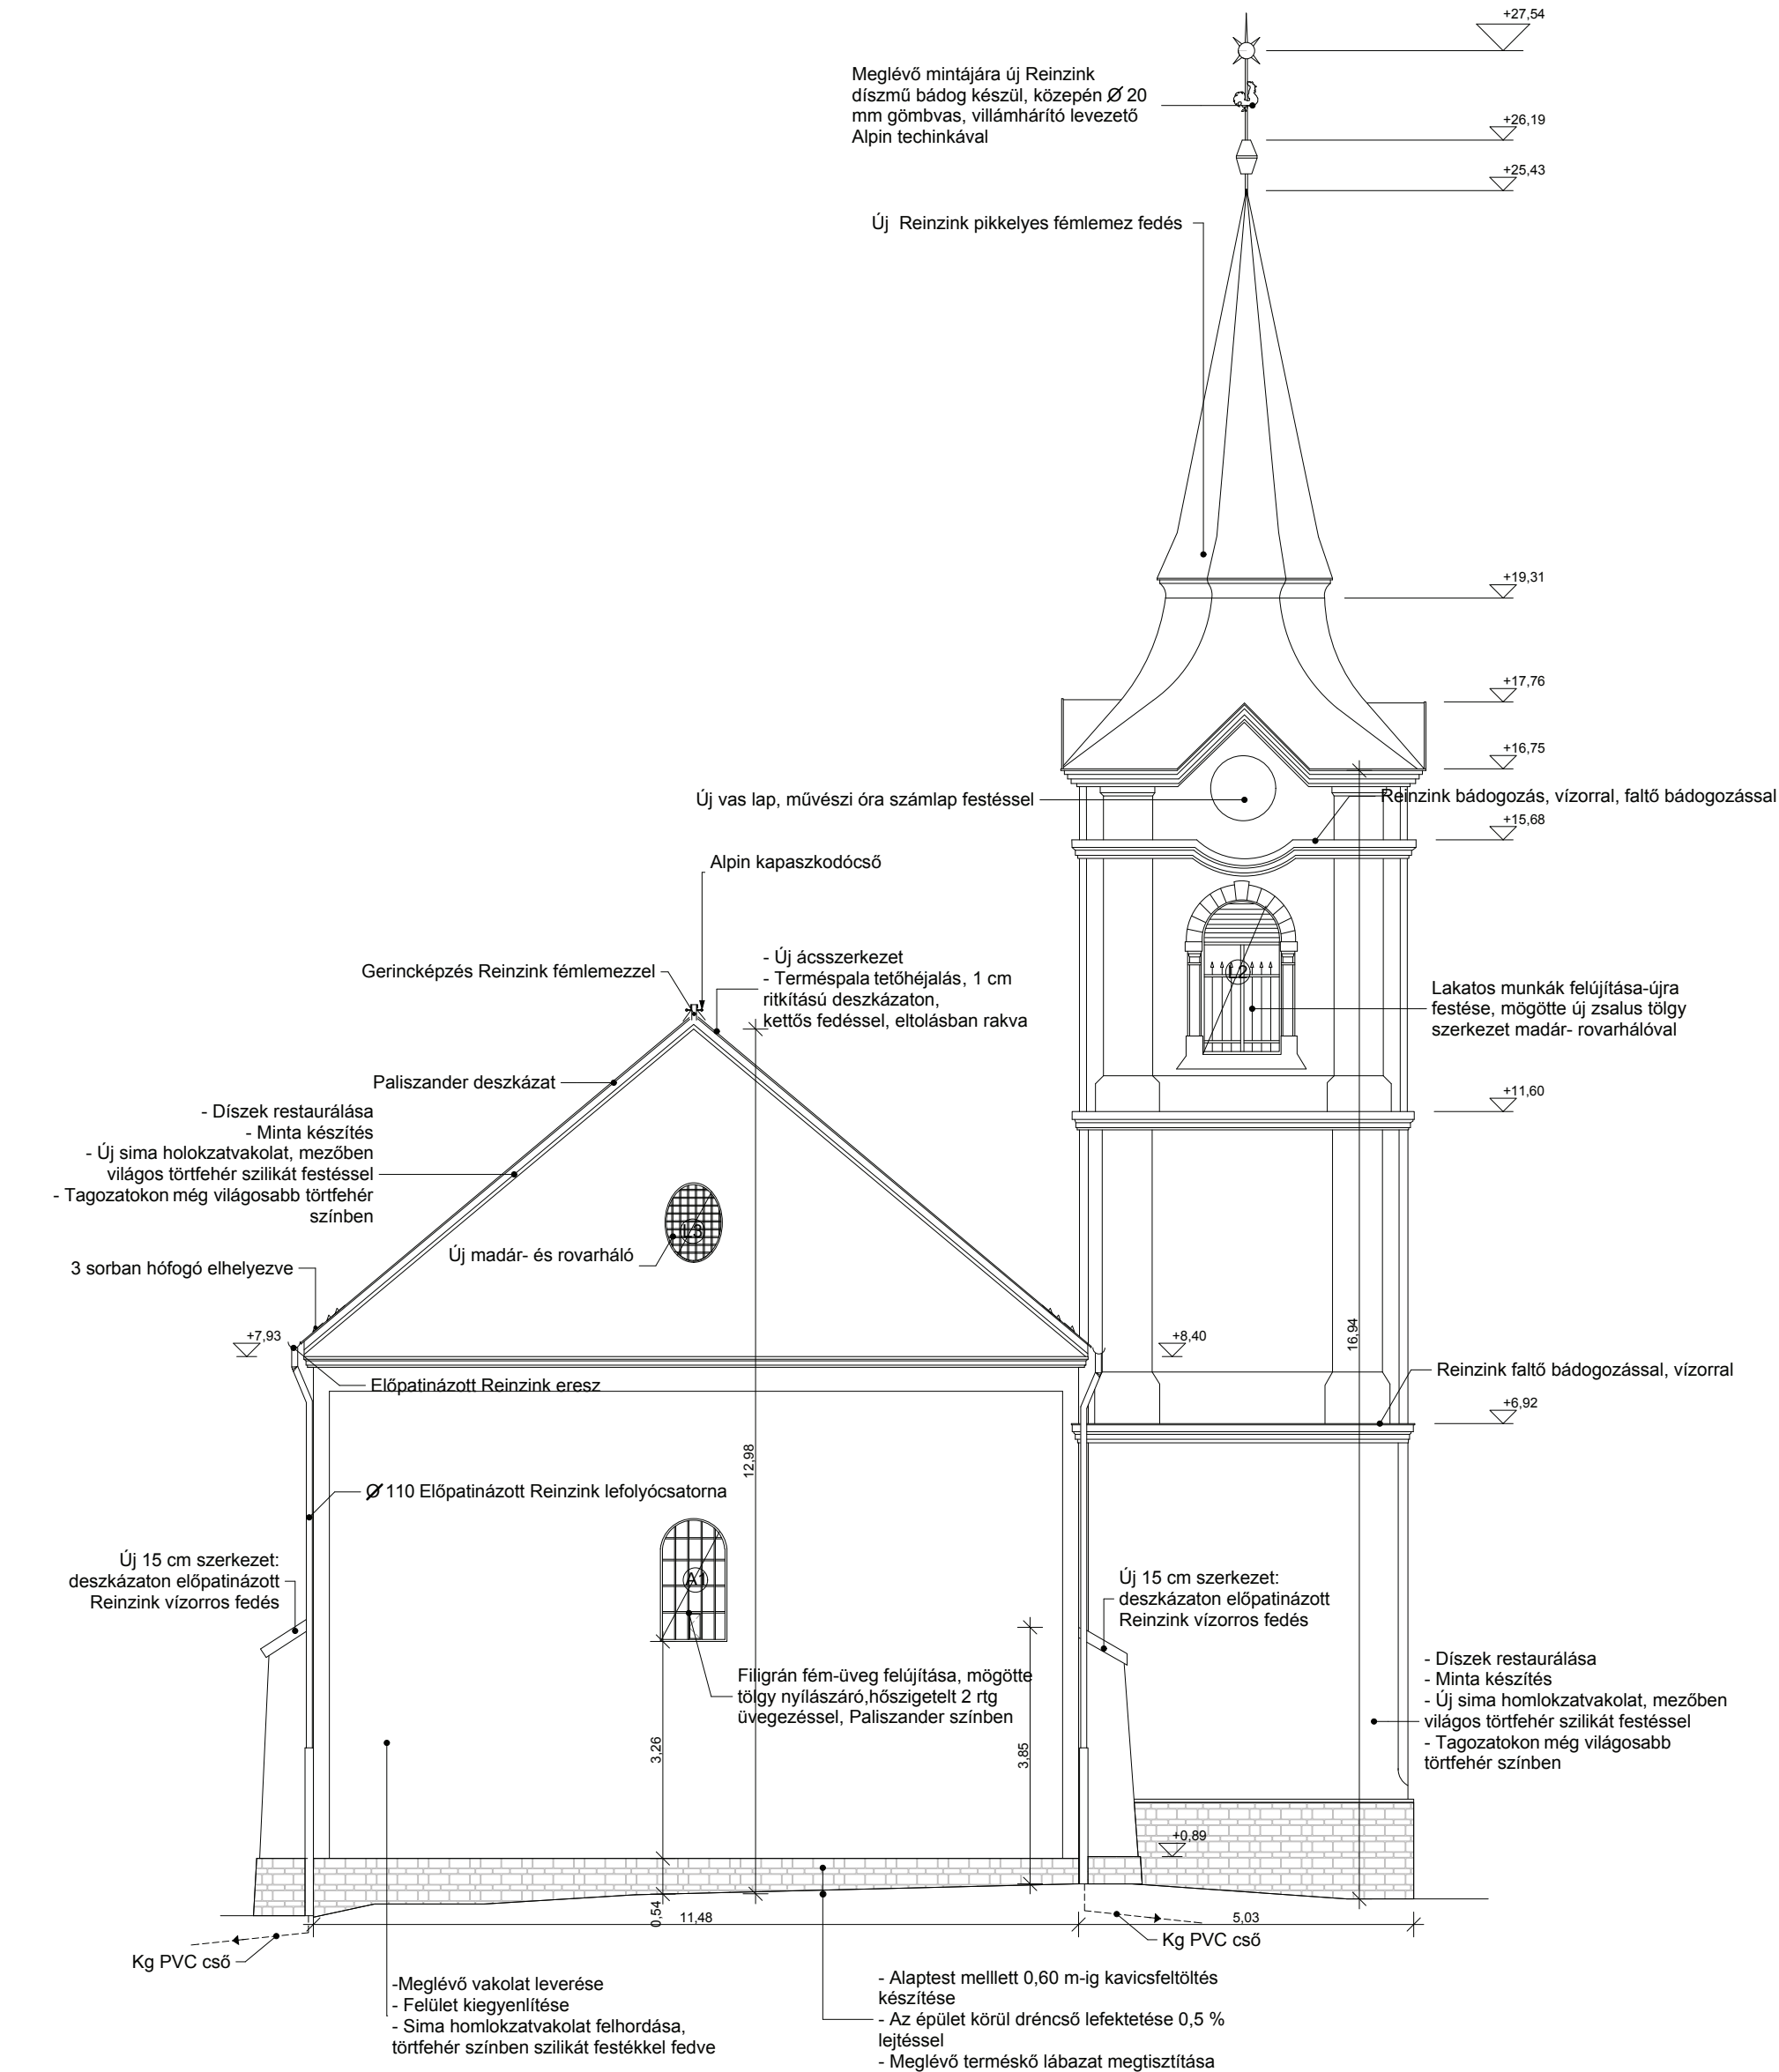 +27,54
Meglévő mintájára új Reinzink
díszmű bádog készül, közepén Ø 20
mm gömbvas, villámhárító levezető
Alpin techinkával
+26,19
+25,43
Új Reinzink pikkelyes fémlemez fedés
+19,31
+17,76
+16,75
Új vas lap, művészi óra számlap festéssel
Reinzink bádogozás, vízorral, faltő bádogozással
+15,68
Alpin kapaszkodócső
Gerincképzés Reinzink fémlemezzel
- Új ácsszerkezet
- Terméspala tetőhéjalás, 1 cm
ritkítású deszkázaton,
kettős fedéssel, eltolásban rakva
L2
Lakatos munkák felújítása-újra
festése, mögötte új zsalus tölgy
szerkezet madár- rovarhálóval
Paliszander deszkázat
+11,60
- Díszek restaurálása
- Minta készítés
- Új sima holokzatvakolat, mezőben
világos törtfehér szilikát festéssel
- Tagozatokon még világosabb törtfehér
színben
L3
Új madár- és rovarháló
3 sorban hófogó elhelyezve
+7,93
+8,40
16,94
Előpatinázott Reinzink eresz
Reinzink faltő bádogozással, vízorral
+6,92
12,98
Ø 110 Előpatinázott Reinzink lefolyócsatorna
Új 15 cm szerkezet:
deszkázaton előpatinázott
Reinzink vízorros fedés
A1
Új 15 cm szerkezet:
deszkázaton előpatinázott
Reinzink vízorros fedés
Filigrán fém-üveg felújítása, mögötte
tölgy nyílászáró,hőszigetelt 2 rtg
üvegezéssel, Paliszander színben
3,26
3,85
- Díszek restaurálása
- Minta készítés
- Új sima homlokzatvakolat, mezőben
világos törtfehér szilikát festéssel
- Tagozatokon még világosabb
törtfehér színben
+0,89
0,54
11,48
5,03
Kg PVC cső
Kg PVC cső
-Meglévő vakolat leverése
- Felület kiegyenlítése
- Sima homlokzatvakolat felhordása,
törtfehér színben szilikát festékkel fedve
- Alaptest melllett 0,60 m-ig kavicsfeltöltés
készítése
- Az épület körül dréncső lefektetése 0,5 %
lejtéssel
- Meglévő terméskő lábazat megtisztítása